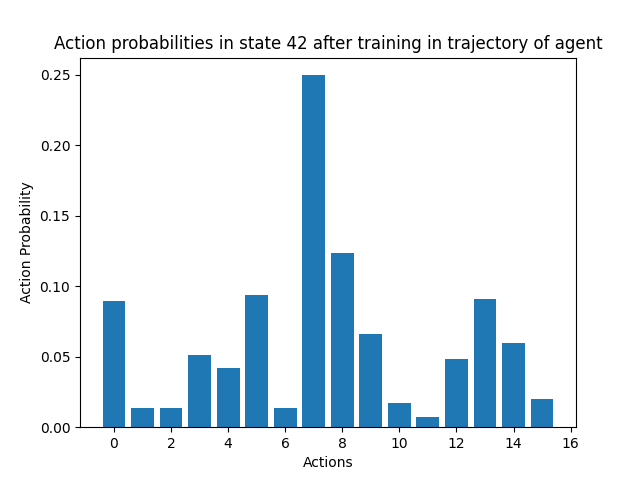 Action probabilities in state 42 after training in trajectory of agent
0.25
0.20
0.15
0.10
0.05
0.00
Action Probability
0 2 4 6 8 10 12 14 16
Actions